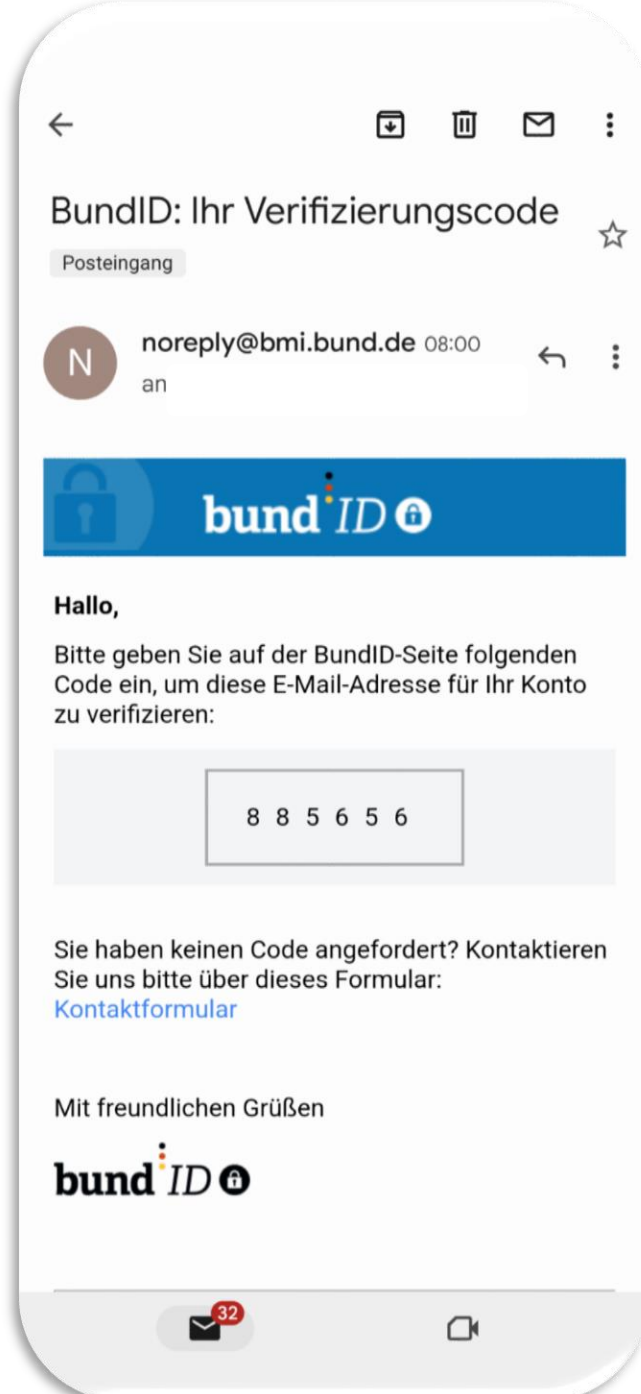 BundID: Ihr Verifizierungscode
Posteingang
N
noreply@bmi.bund.de 08:00
an
bund ID
Hallo,
Bitte geben Sie auf der BundID-Seite folgenden
Code ein, um diese E-Mail-Adresse für Ihr Konto
zu verifizieren:
8 8 5 6 5 6
Sie haben keinen Code angefordert? Kontaktieren
Sie uns bitte über dieses Formular:
Kontaktformular
Mit freundlichen Grüßen
bund ID
32